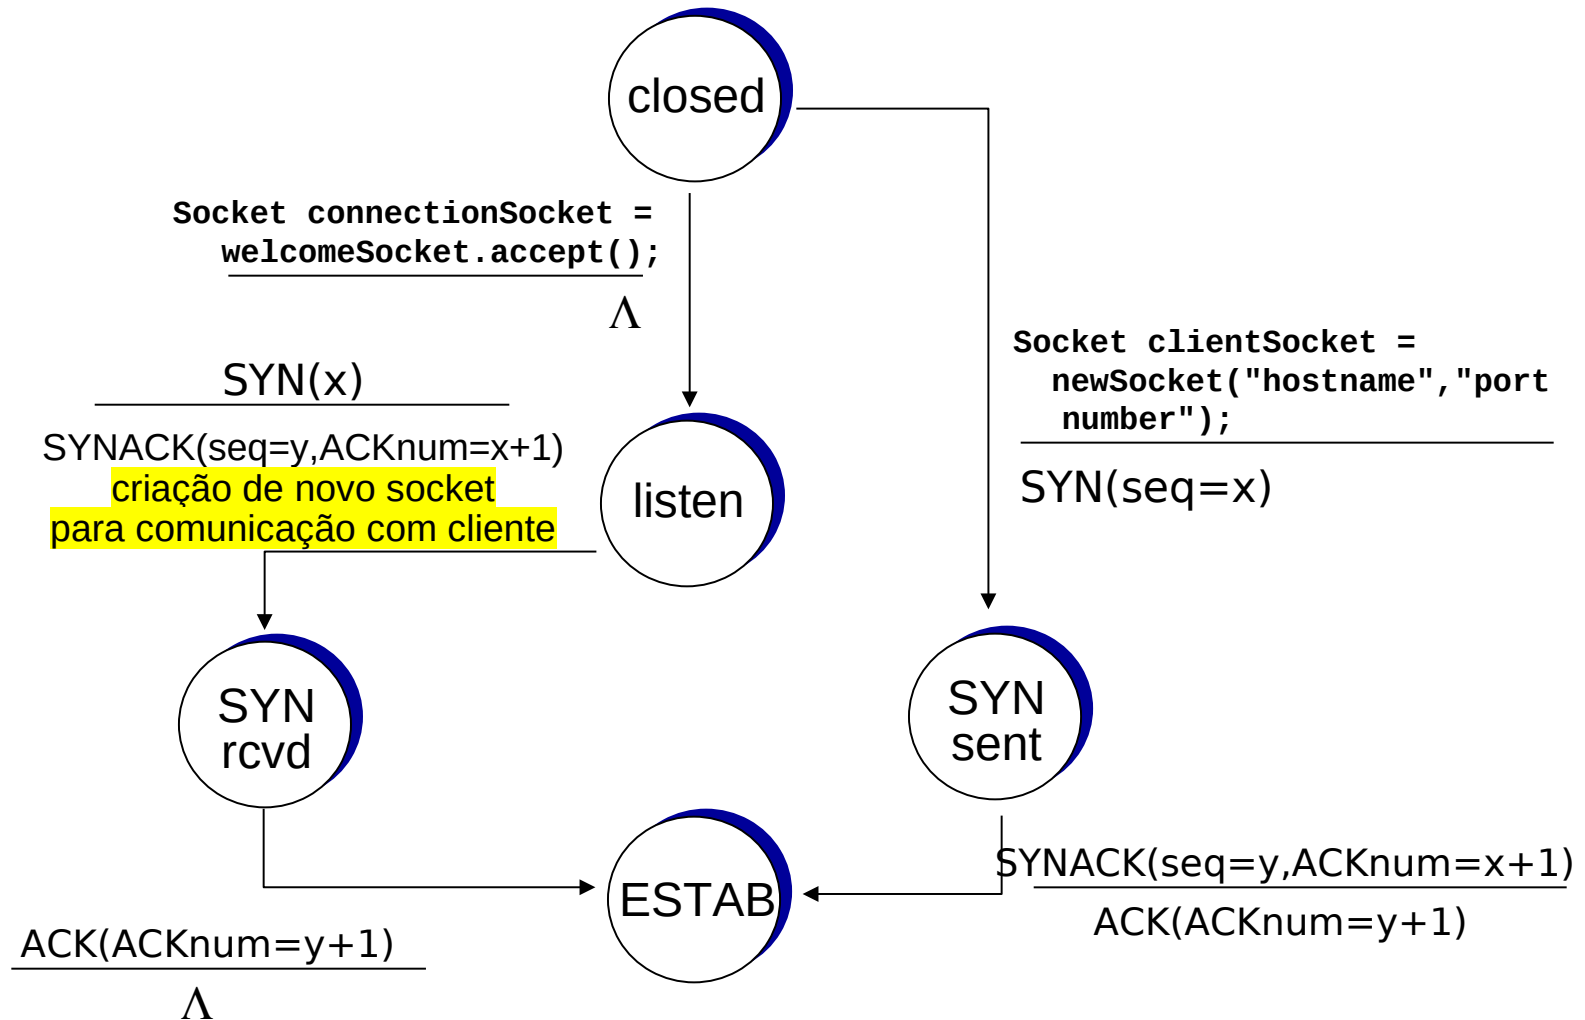 closed
Socket connectionSocket =
welcomeSocket.accept();
Λ
Socket clientSocket =
newSocket("hostname","port
number");
SYN(seq=x)
SYN(x)
SYNACK(seq=y,ACKnum=x+1)
criação de novo socket
para comunicação com cliente
listen
SYN
rcvd
SYN
sent
ESTAB
SYNACK(seq=y,ACKnum=x+1)
ACK(ACKnum=y+1)
ACK(ACKnum=y+1)
Λ